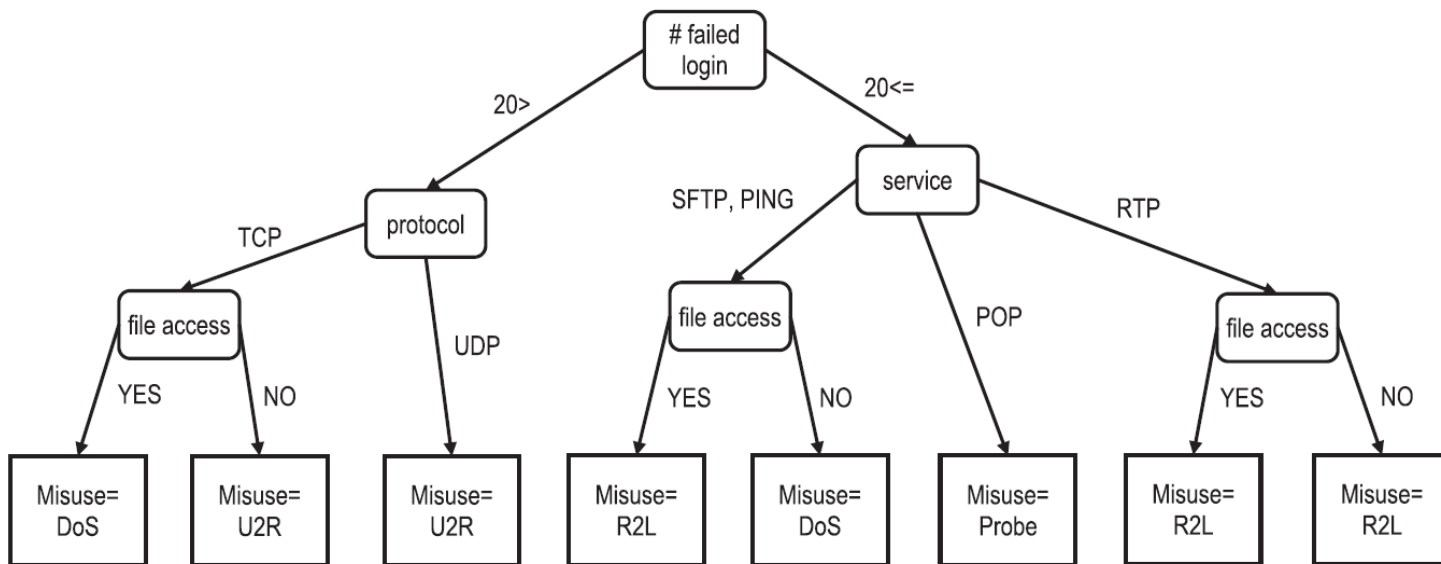 # failed
login
20>
20<=
service
SFTP, PING
RTP
protocol
TCP
file access
file access
POP
file access
UDP
YES
NO
YES
NO
YES
NO
Misuse=
DoS
Misuse=
U2R
Misuse=
U2R
Misuse=
R2L
Misuse=
DoS
Misuse=
Probe
Misuse=
R2L
Misuse=
R2L